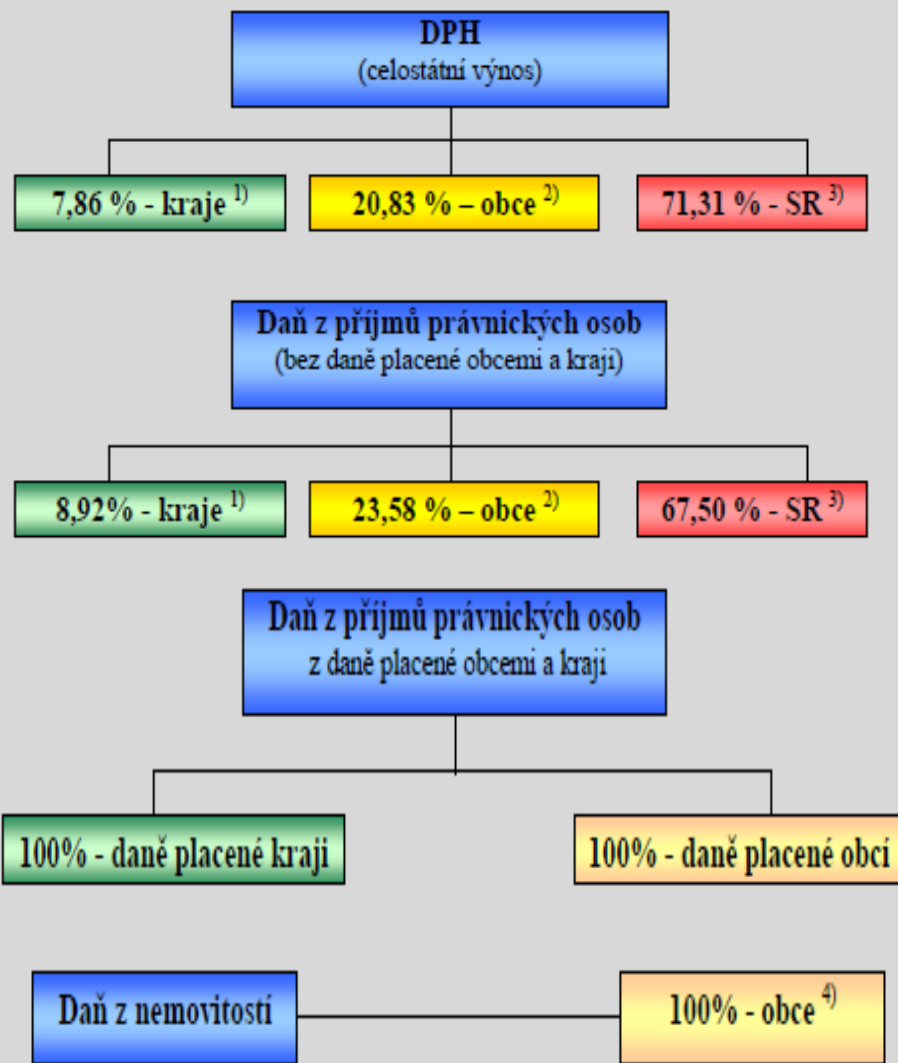 DPH
(celostátní výnos)
7,86 % - kraje 1)
20,83 % – obce 2)
71,31 % - SR 3)
Daň z příjmů právnických osob
(bez daně placené obcemi a kraji)
8,92% - kraje 1)
23,58 % – obce 2)
67,50 % - SR 3)
Daň z příjmů právnických osob
z daně placené obcemi a kraji
100% - daně placené kraji
100% - daně placené obcí
Daň z nemovitostí
100% - obce 4)